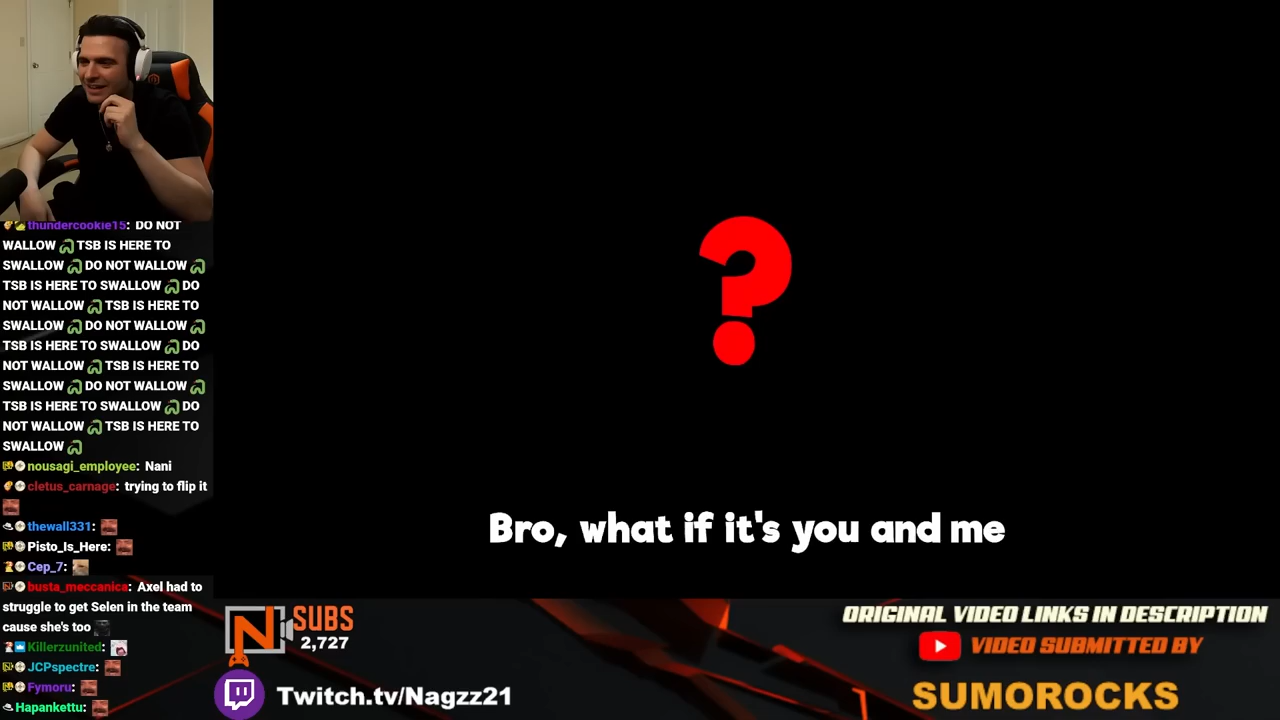 thundercookie15: DO NOT
WALLOW TSB IS HERE TO
SWALLOW DO NOT WALLOW
TSB IS HERE TO SWALLOW DO
NOT WALLOW TSB IS HERE TO
SWALLOW DO NOT WALLOW
TSB IS HERE TO SWALLOW DO
NOT WALLOW TSB IS HERE TO
SWALLOW DO NOT WALLOW
TSB IS HERE TO SWALLOW DO
NOT WALLOW TSB IS HERE TO
SWALLOW
nousagi_employee: Nani
cletus_carnage: trying to flip it
thewall331:
Pisto_Is_Here:
Cep_7:
busta_meccanica: Axel had to
struggle to get Selen in the team
cause she's too
Killerzunited:
JCPspectre:
Fymoru:
Hapankettu:
?
Bro, what if it's you and me
N SUBS
2,727
Twitch.tv/Nagzz21
ORIGINAL VIDEO LINKS IN DESCRIPTION
VIDEO SUBMITTED BY
SUMOROCKS